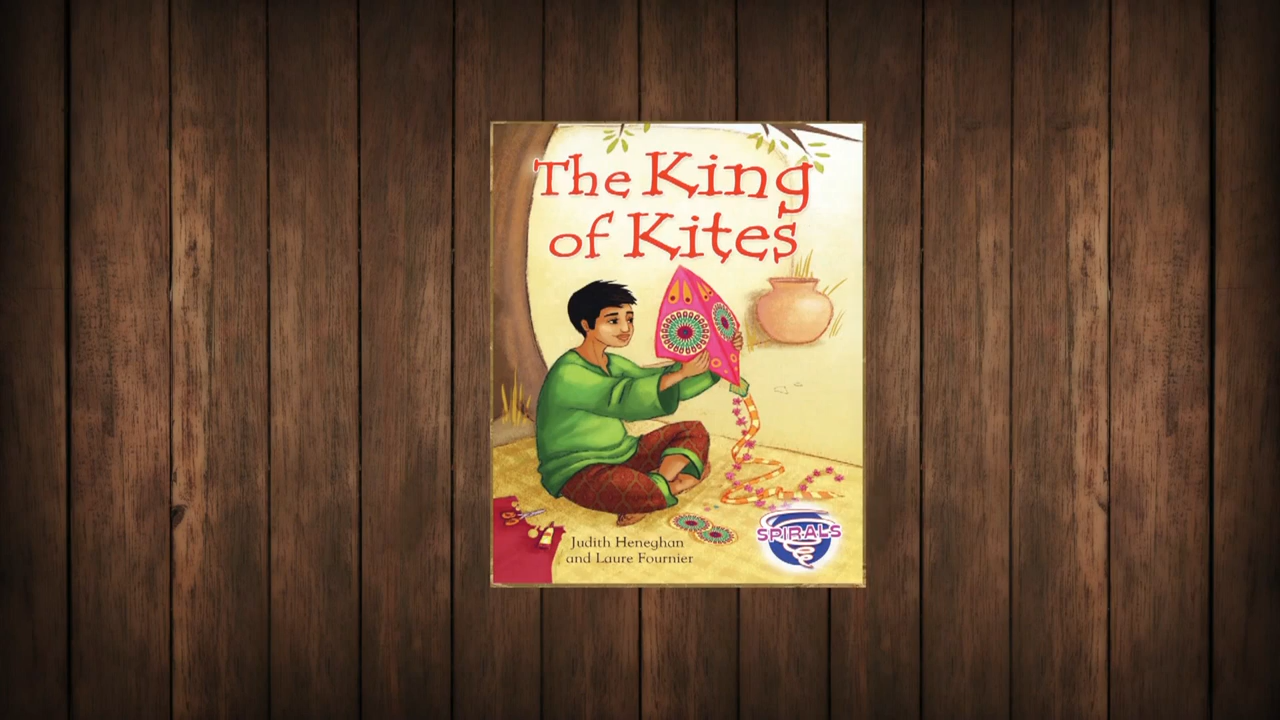 The King
of Kites
Judith Heneghan
and Laure Fournier
SPIRALS